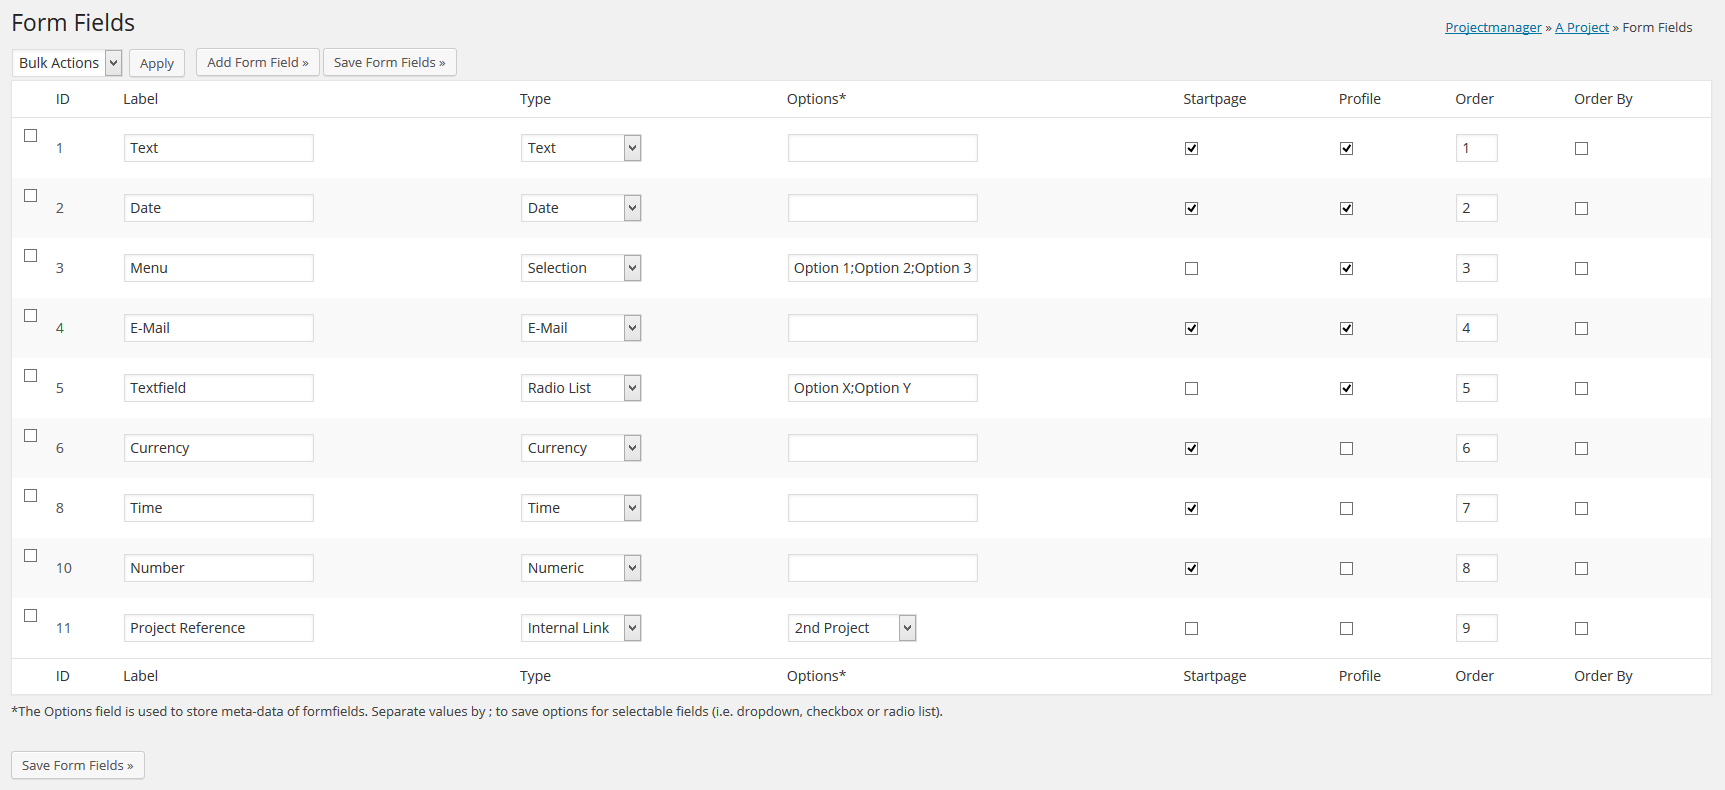 Form Fields
Projectmanager » A Project » Form Fields
Bulk Actions Apply Add Form Field » Save Form Fields »
ID Label Type Options* Startpage Profile Order Order By
1 Text Text 1
2 Date Date 2
3 Menu Selection Option 1;Option 2;Option 3 3
4 E-Mail E-Mail 4
5 Textfield Radio List Option X;Option Y 5
6 Currency Currency 6
8 Time Time 7
10 Number Numeric 8
11 Project Reference Internal Link 2nd Project 9
ID Label Type Options* Startpage Profile Order Order By
*The Options field is used to store meta-data of formfields. Separate values by ; to save options for selectable fields (i.e. dropdown, checkbox or radio list).
Save Form Fields »